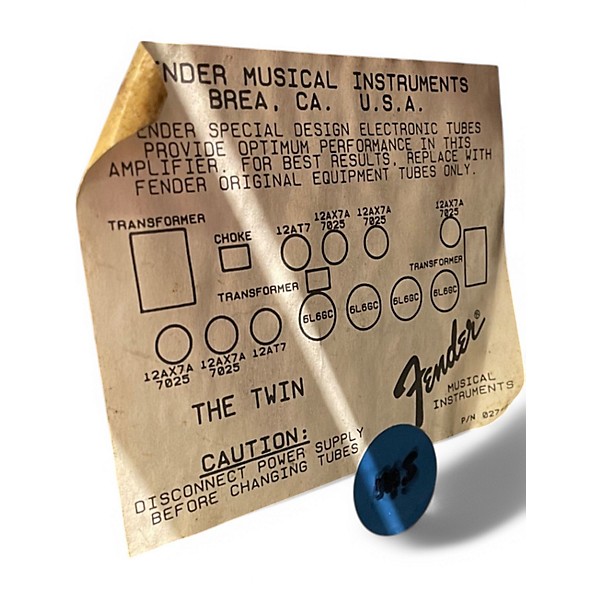 ENDER MUSICAL INSTRUMENTS
BREA, CA. U.S.A.
ENDER SPECIAL DESIGN ELECTRONIC TUBES
PROVIDE OPTIMUM PERFORMANCE IN THIS
AMPLIFIER. FOR BEST RESULTS, REPLACE WITH
FENDER ORIGINAL EQUIPMENT TUBES ONLY.
TRANSFORMER
CHOKE
12AT7
12AX7A
7025
12AX7A
7025
12AX7A
7025
TRANSFORMER
TRANSFORMER
6L6GC
6L6GC
6L6GC
6L6GC
12AX7A
7025
12AX7A
7025
12AT7
THE TWIN
Fender®
MUSICAL
INSTRUMENTS
P/N 027
CAUTION:
DISCONNECT POWER SUPPLY
BEFORE CHANGING TUBES